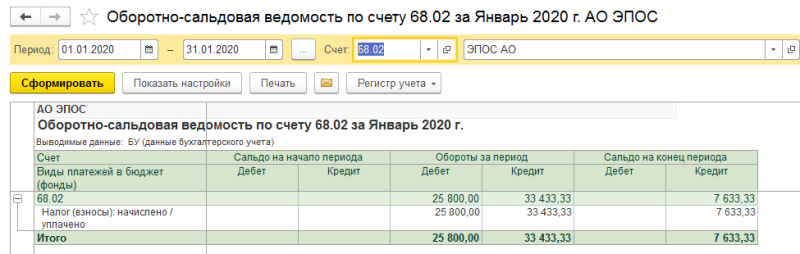 Оборотно-сальдовая ведомость по счету 68.02 за Январь 2020 г. АО ЭПОС
Период: 01.01.2020 – 31.01.2020 ... Счет: 68.02 ЭПОС АО
Сформировать Показать настройки Печать Регистр учета
АО ЭПОС
Оборотно-сальдовая ведомость по счету 68.02 за Январь 2020 г.
Выводимые данные: БУ (данные бухгалтерского учета)
Счет Сальдо на начало периода Обороты за период Сальдо на конец периода
Виды платежей в бюджет Дебет Кредит Дебет Кредит Дебет Кредит
(фонды)
68.02 25 800,00 33 433,33 7 633,33
Налог (взносы): начислено / 25 800,00 33 433,33 7 633,33
уплачено
Итого 25 800,00 33 433,33 7 633,33